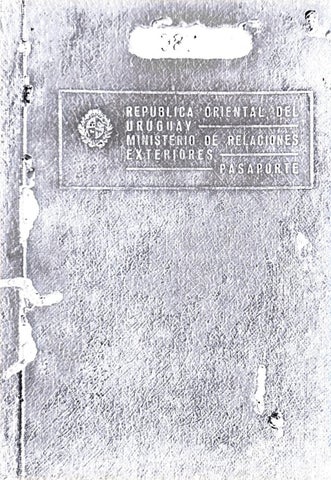 REPUBLICA ORIENTAL DEL
URUGUAY
MINISTERIO DE RELACIONES
EXTERIORES
PASAPORTE